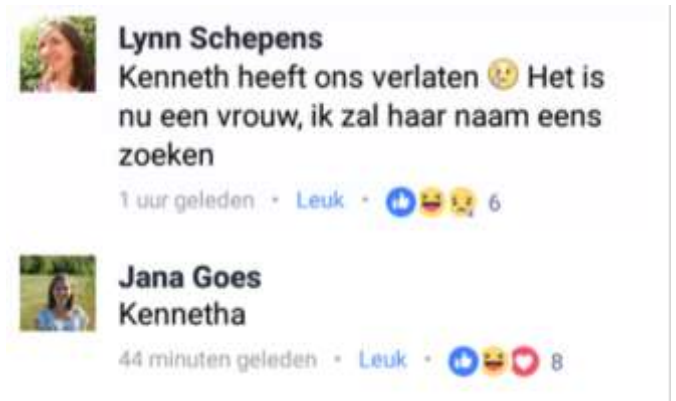 Lynn Schepens
Kenneth heeft ons verlaten 😢 Het is
nu een vrouw, ik zal haar naam eens
zoeken
1 uur geleden · Leuk · 6
Jana Goes
Kennetha
44 minuten geleden · Leuk · 8